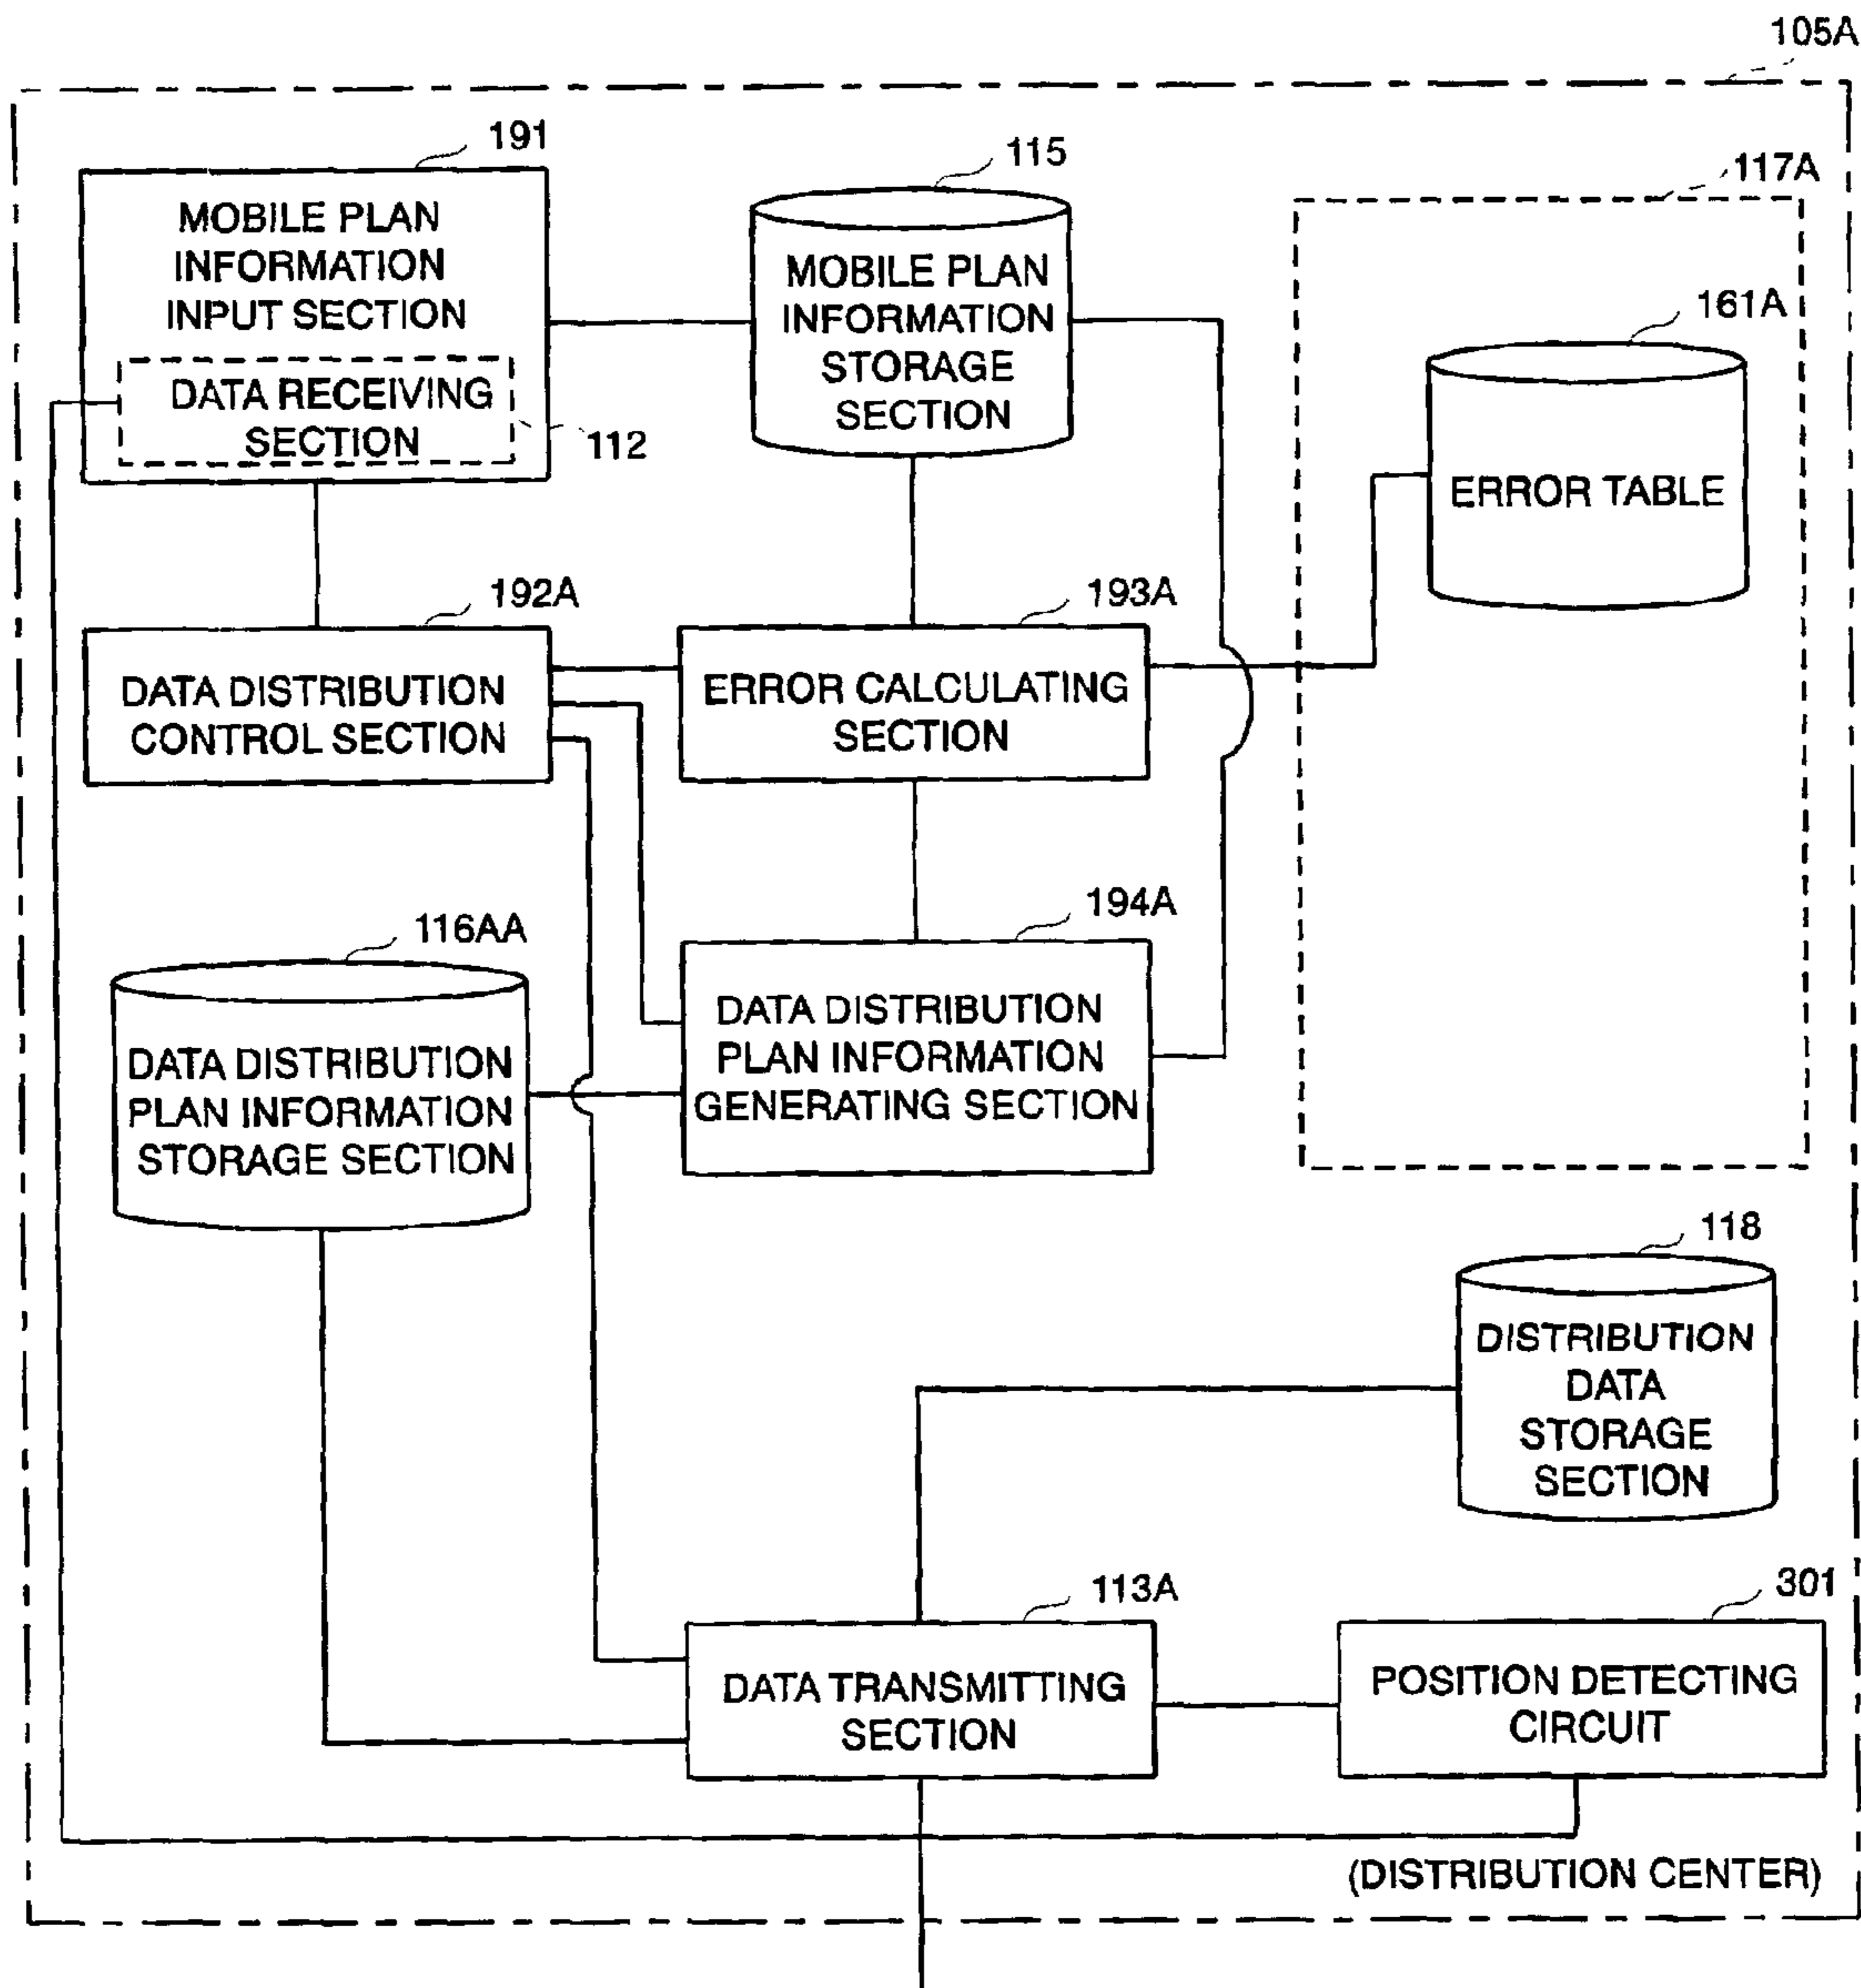 105A
191
MOBILE PLAN
INFORMATION
INPUT SECTION
DATA RECEIVING
SECTION
112
115
MOBILE PLAN
INFORMATION
STORAGE
SECTION
117A
161A
ERROR TABLE
192A
DATA DISTRIBUTION
CONTROL SECTION
193A
ERROR CALCULATING
SECTION
116AA
DATA DISTRIBUTION
PLAN INFORMATION
STORAGE SECTION
194A
DATA DISTRIBUTION
PLAN INFORMATION
GENERATING SECTION
118
DISTRIBUTION
DATA
STORAGE
SECTION
113A
DATA TRANSMITTING
SECTION
301
POSITION DETECTING
CIRCUIT
(DISTRIBUTION CENTER)